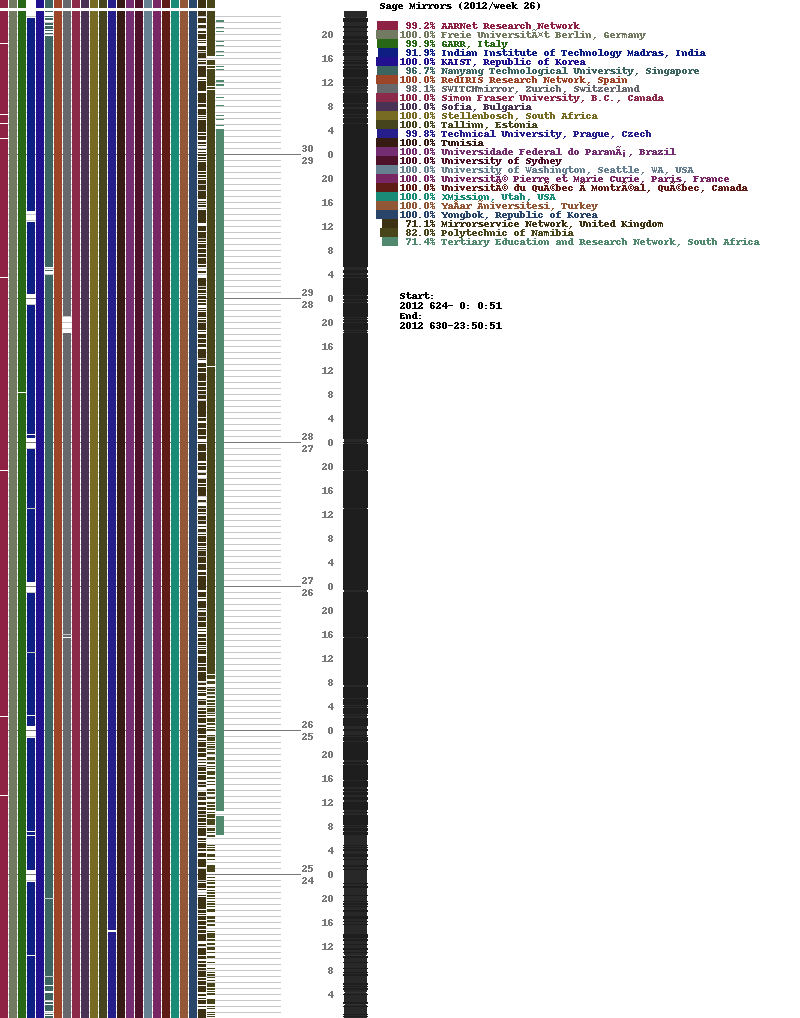 Sage Mirrors (2012/week 26)
99.2% AARNet Research Network
100.0% Freie UniversitÃ¤t Berlin, Germany
99.9% GARR, Italy
91.9% Indian Institute of Technology Madras, India
100.0% KAIST, Republic of Korea
96.7% Nanyang Technological University, Singapore
100.0% RedIRIS Research Network, Spain
98.1% SWITCHmirror, Zurich, Switzerland
100.0% Simon Fraser University, B.C., Canada
100.0% Sofia, Bulgaria
100.0% Stellenbosch, South Africa
100.0% Tallinn, Estonia
99.8% Technical University, Prague, Czech
100.0% Tunisia
100.0% Universidade Federal do ParanÃ¡, Brazil
100.0% University of Sydney
100.0% University of Washington, Seattle, WA, USA
100.0% UniversitÃ© Pierre et Marie Curie, Paris, France
100.0% UniversitÃ© du QuÃ©bec Ã MontrÃ©al, QuÃ©bec, Canada
100.0% XMission, Utah, USA
100.0% Yongbok, Republic of Korea
71.1% Mirrorservice Network, United Kingdom
82.0% Polytechnic of Namibia
71.4% Tertiary Education and Research Network, South Africa
Start:
2012 624- 0: 0:51
End:
2012 630-23:50:51
20
16
12
8
4
30 0
29
20
16
12
8
4
29 0
28
20
16
12
8
4
28 0
27
20
16
12
8
4
27 0
26
20
16
12
8
4
26 0
25
20
16
12
8
4
25 0
24
20
16
12
8
4